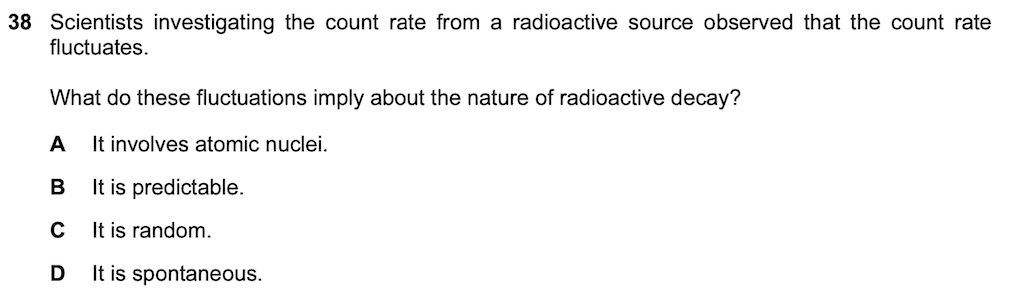 38 Scientists investigating the count rate from a radioactive source observed that the count rate
fluctuates.
What do these fluctuations imply about the nature of radioactive decay?
A It involves atomic nuclei.
B It is predictable.
C It is random.
D It is spontaneous.